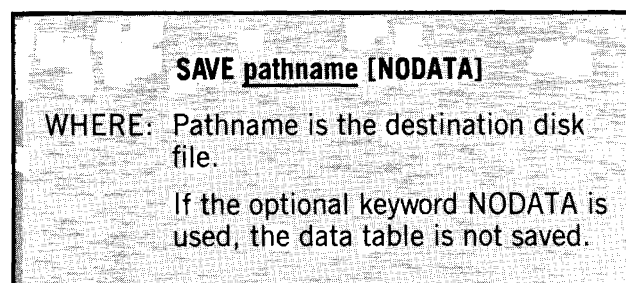 SAVE pathname [NODATA]
WHERE: Pathname is the destination disk
file.
If the optional keyword NODATA is
used, the data table is not saved.